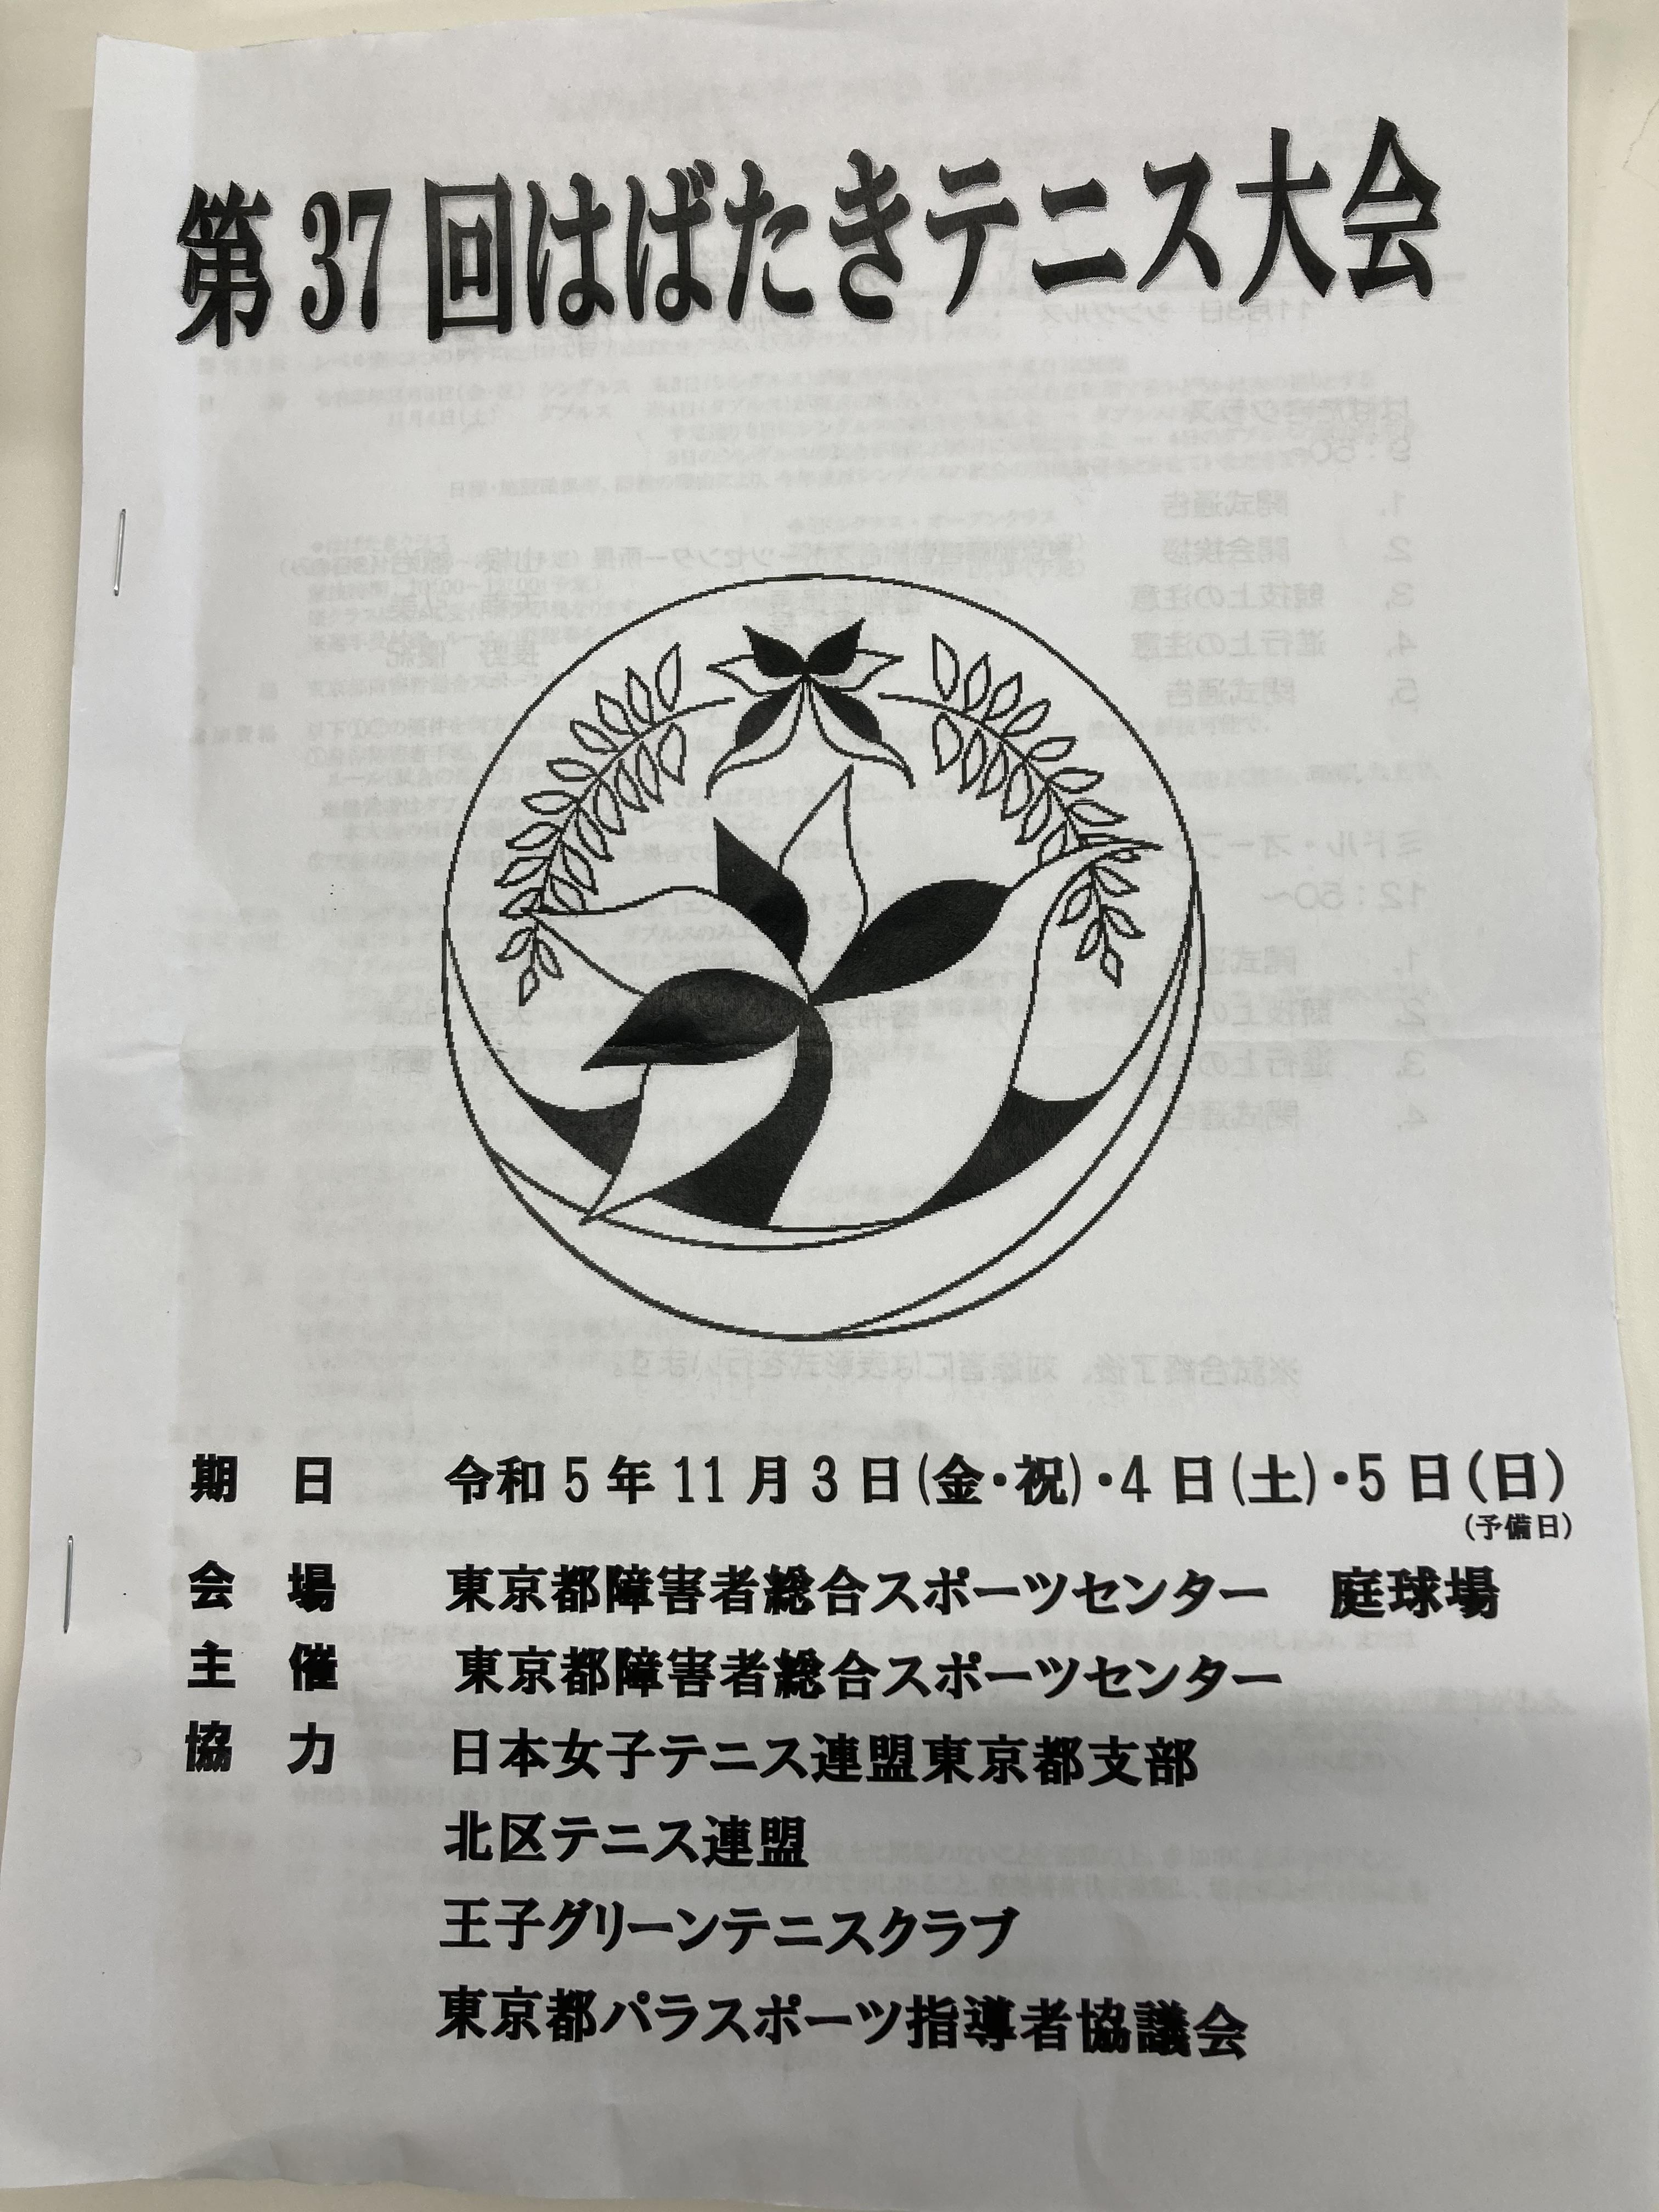 第37回はばたきテニス大会
期日 令和5年11月3日(金・祝)・4日(土)・5日(日)
(予備日)
会場 東京都障害者総合スポーツセンター 庭球場
主催 東京都障害者総合スポーツセンター
協力 日本女子テニス連盟東京都支部
北区テニス連盟
王子グリーンテニスクラブ
東京都パラスポーツ指導者協議会